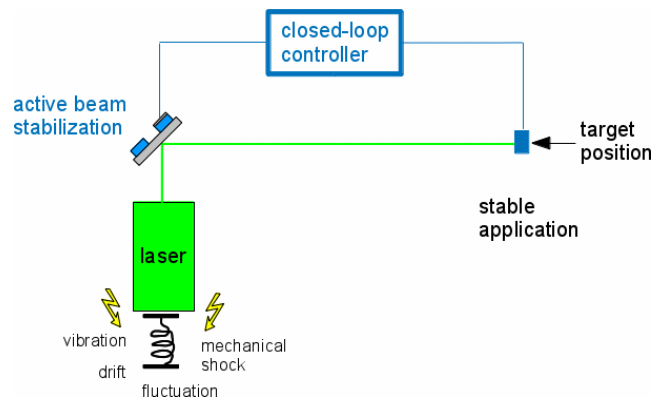 closed-loop
controller
active beam
stabilization
target
position
stable
application
laser
vibration
mechanical
shock
drift
fluctuation